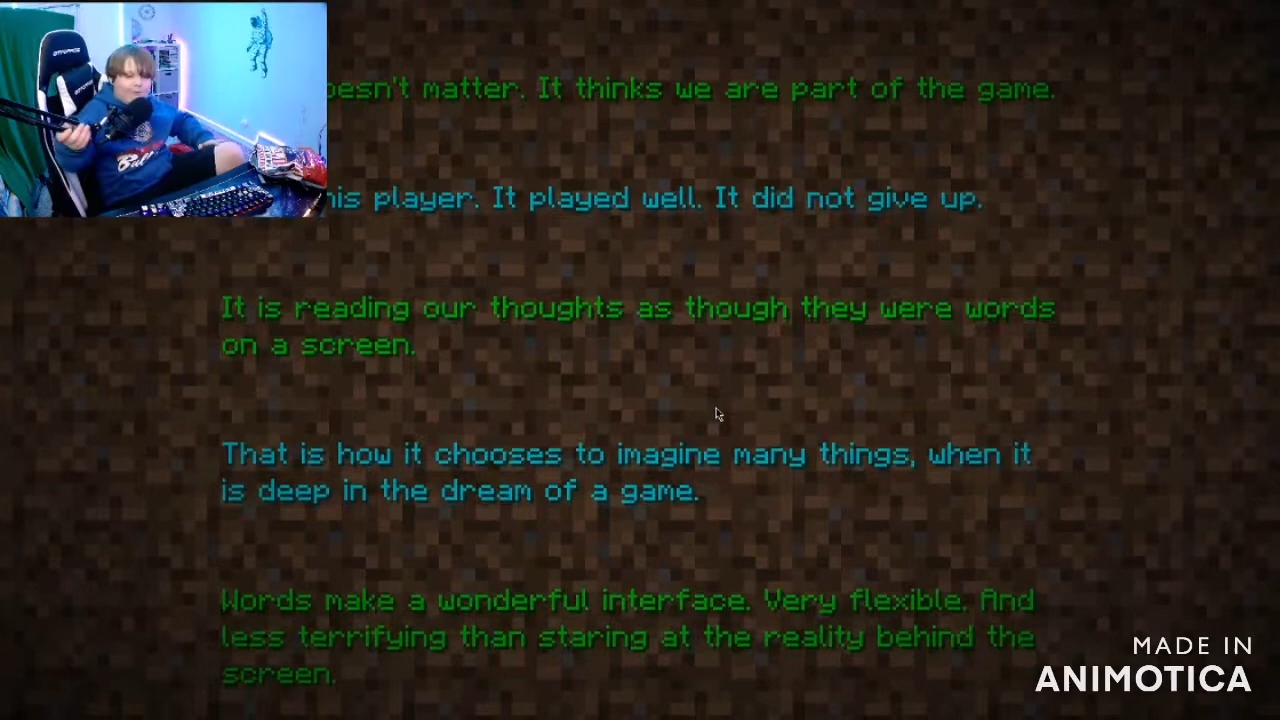 oesn't matter. It thinks we are part of the game.
his player. It played well. It did not give up.
It is reading our thoughts as though they were words
on a screen.
That is how it chooses to imagine many things, when it
is deep in the dream of a game.
Words make a wonderful interface. Very flexible. And
less terrifying than staring at the reality behind the
screen.
MADE IN
ANIMOTICA